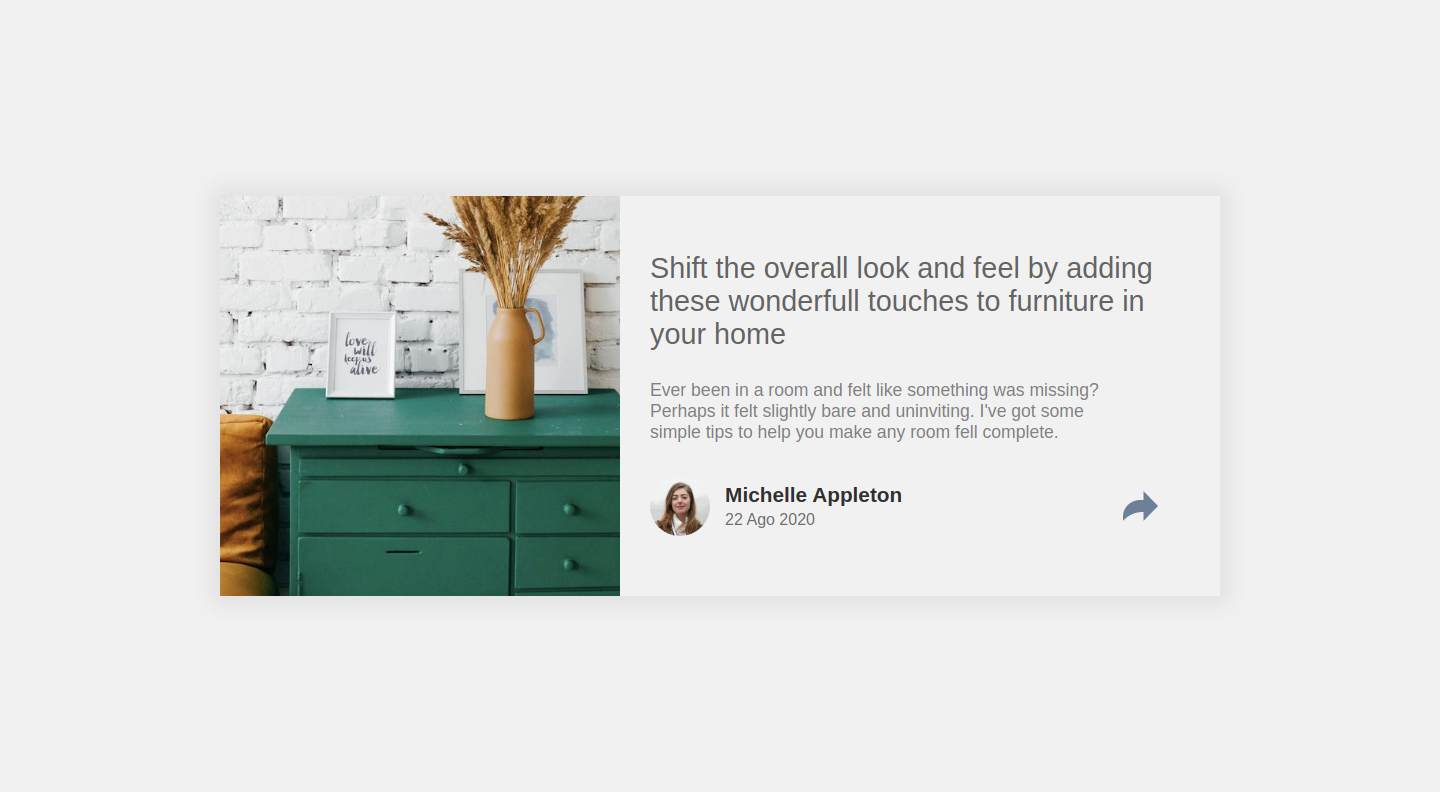 love
will
keep us
alive
Shift the overall look and feel by adding
these wonderfull touches to furniture in
your home
Ever been in a room and felt like something was missing?
Perhaps it felt slightly bare and uninviting. I've got some
simple tips to help you make any room fell complete.
Michelle Appleton
22 Ago 2020